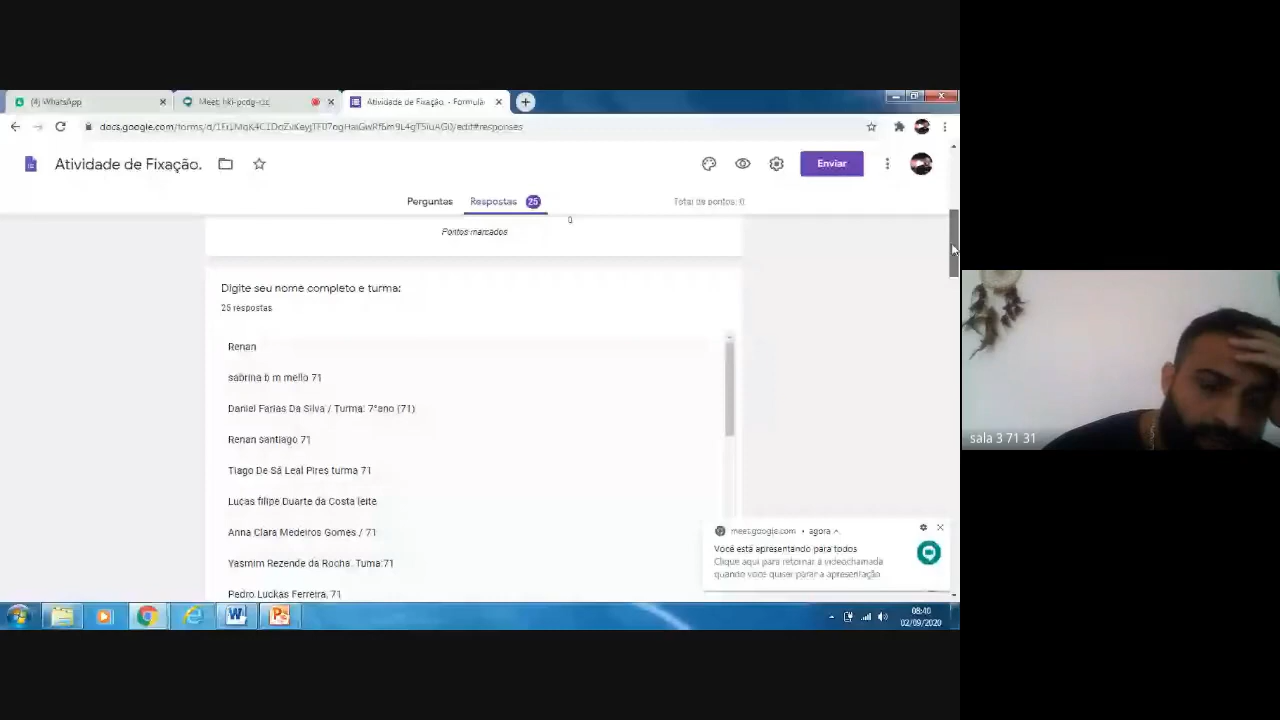 (4) WhatsApp
Meet:
Atividade de Fixação. - Formulá
Atividade de Fixação.
Enviar
Perguntas
Respostas 25
Total de pontos: 0
Pontos marcados
Digite seu nome completo e turma:
25 respostas
Renan
sabrina b m mello 71
Daniel Farias Da Silva / Turma: 7°ano (71)
Renan santiago 71
Tiago De Sá Leal Pires turma 71
Lucas filipe Duarte da Costa leite
Anna Clara Medeiros Gomes / 71
Yasmim Rezende da Rocha. Tuma:71
Pedro Luckas Ferreira, 71
meet.google.com • agora
Você está apresentando para todos
Clique aqui para retornar à videochamada
quando você quiser parar a apresentação
08:40
02/09/2020
sala 3 71 31